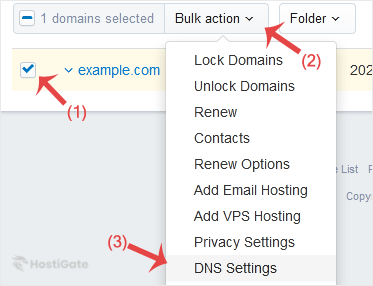 1 domains selected
Bulk action
Folder
(2)
Lock Domains
example.com
202
Unlock Domains
(1)
Renew
Contacts
Renew Options
e List
Add Email Hosting
Copy
Add VPS Hosting
(3)
Privacy Settings
HostiGate
DNS Settings